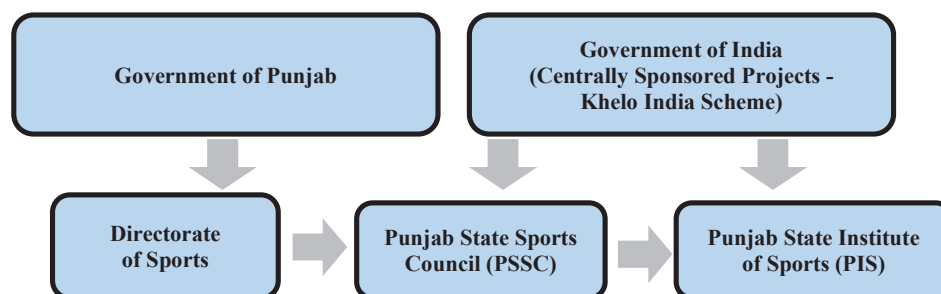 Government of Punjab
Government of India
(Centrally Sponsored Projects -
Khelo India Scheme)
Directorate
of Sports
Punjab State Sports
Council (PSSC)
Punjab State Institute
of Sports (PIS)